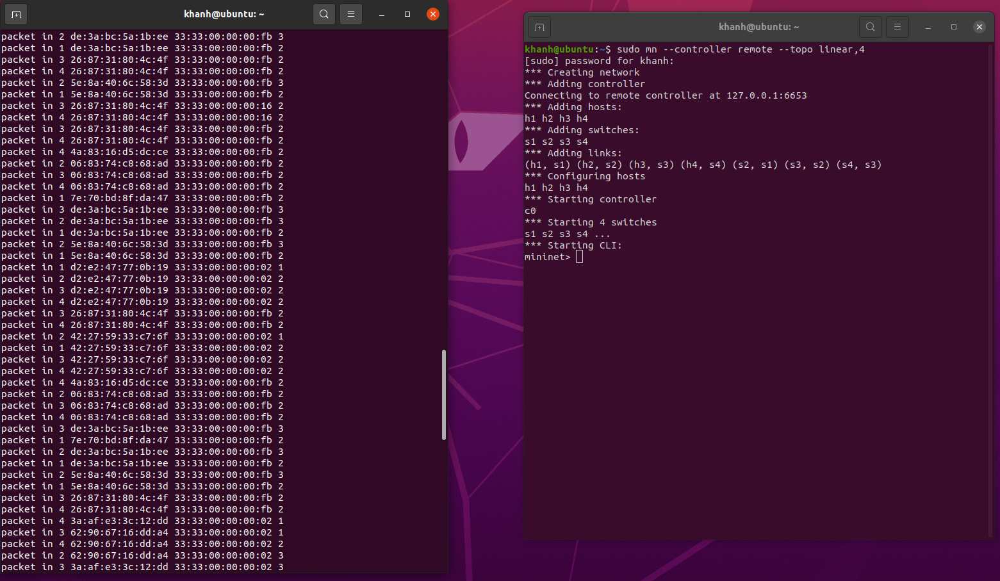 khanh@ubuntu: ~
packet in 2 de:3a:bc:5a:1b:ee 33:33:00:00:00:fb 3
packet in 1 de:3a:bc:5a:1b:ee 33:33:00:00:00:fb 2
packet in 3 26:87:31:80:4c:4f 33:33:00:00:00:fb 2
packet in 4 26:87:31:80:4c:4f 33:33:00:00:00:fb 2
packet in 2 5e:8a:40:6c:58:3d 33:33:00:00:00:fb 3
packet in 1 5e:8a:40:6c:58:3d 33:33:00:00:00:fb 2
packet in 3 26:87:31:80:4c:4f 33:33:00:00:00:16 2
packet in 4 26:87:31:80:4c:4f 33:33:00:00:00:16 2
packet in 3 26:87:31:80:4c:4f 33:33:00:00:00:fb 2
packet in 4 26:87:31:80:4c:4f 33:33:00:00:00:fb 2
packet in 4 4a:83:16:d5:dc:ce 33:33:00:00:00:fb 2
packet in 2 06:83:74:c8:68:ad 33:33:00:00:00:fb 2
packet in 3 06:83:74:c8:68:ad 33:33:00:00:00:fb 2
packet in 4 06:83:74:c8:68:ad 33:33:00:00:00:fb 2
packet in 1 7e:70:bd:8f:da:47 33:33:00:00:00:fb 2
packet in 3 de:3a:bc:5a:1b:ee 33:33:00:00:00:fb 3
packet in 2 de:3a:bc:5a:1b:ee 33:33:00:00:00:fb 3
packet in 1 de:3a:bc:5a:1b:ee 33:33:00:00:00:fb 2
packet in 2 5e:8a:40:6c:58:3d 33:33:00:00:00:fb 3
packet in 1 5e:8a:40:6c:58:3d 33:33:00:00:00:fb 2
packet in 1 d2:e2:47:77:0b:19 33:33:00:00:00:02 1
packet in 2 d2:e2:47:77:0b:19 33:33:00:00:00:02 2
packet in 3 d2:e2:47:77:0b:19 33:33:00:00:00:02 2
packet in 4 d2:e2:47:77:0b:19 33:33:00:00:00:02 2
packet in 3 26:87:31:80:4c:4f 33:33:00:00:00:fb 2
packet in 4 26:87:31:80:4c:4f 33:33:00:00:00:fb 2
packet in 2 42:27:59:33:c7:6f 33:33:00:00:00:02 1
packet in 1 42:27:59:33:c7:6f 33:33:00:00:00:02 2
packet in 3 42:27:59:33:c7:6f 33:33:00:00:00:02 2
packet in 4 42:27:59:33:c7:6f 33:33:00:00:00:02 2
packet in 4 4a:83:16:d5:dc:ce 33:33:00:00:00:fb 2
packet in 2 06:83:74:c8:68:ad 33:33:00:00:00:fb 2
packet in 3 06:83:74:c8:68:ad 33:33:00:00:00:fb 2
packet in 4 06:83:74:c8:68:ad 33:33:00:00:00:fb 2
packet in 3 de:3a:bc:5a:1b:ee 33:33:00:00:00:fb 3
packet in 1 7e:70:bd:8f:da:47 33:33:00:00:00:fb 2
packet in 2 de:3a:bc:5a:1b:ee 33:33:00:00:00:fb 3
packet in 1 de:3a:bc:5a:1b:ee 33:33:00:00:00:fb 2
packet in 2 5e:8a:40:6c:58:3d 33:33:00:00:00:fb 3
packet in 1 5e:8a:40:6c:58:3d 33:33:00:00:00:fb 2
packet in 3 26:87:31:80:4c:4f 33:33:00:00:00:fb 2
packet in 4 26:87:31:80:4c:4f 33:33:00:00:00:fb 2
packet in 4 3a:af:e3:3c:12:dd 33:33:00:00:00:02 1
packet in 3 62:90:67:16:dd:a4 33:33:00:00:00:02 1
packet in 4 62:90:67:16:dd:a4 33:33:00:00:00:02 2
packet in 2 62:90:67:16:dd:a4 33:33:00:00:00:02 3
packet in 3 3a:af:e3:3c:12:dd 33:33:00:00:00:02 3
khanh@ubuntu: ~
khanh@ubuntu:~$ sudo mn --controller remote --topo linear,4
[sudo] password for khanh:
*** Creating network
*** Adding controller
Connecting to remote controller at 127.0.0.1:6653
*** Adding hosts:
h1 h2 h3 h4
*** Adding switches:
s1 s2 s3 s4
*** Adding links:
(h1, s1) (h2, s2) (h3, s3) (h4, s4) (s2, s1) (s3, s2) (s4, s3)
*** Configuring hosts
h1 h2 h3 h4
*** Starting controller
c0
*** Starting 4 switches
s1 s2 s3 s4 ...
*** Starting CLI:
mininet>